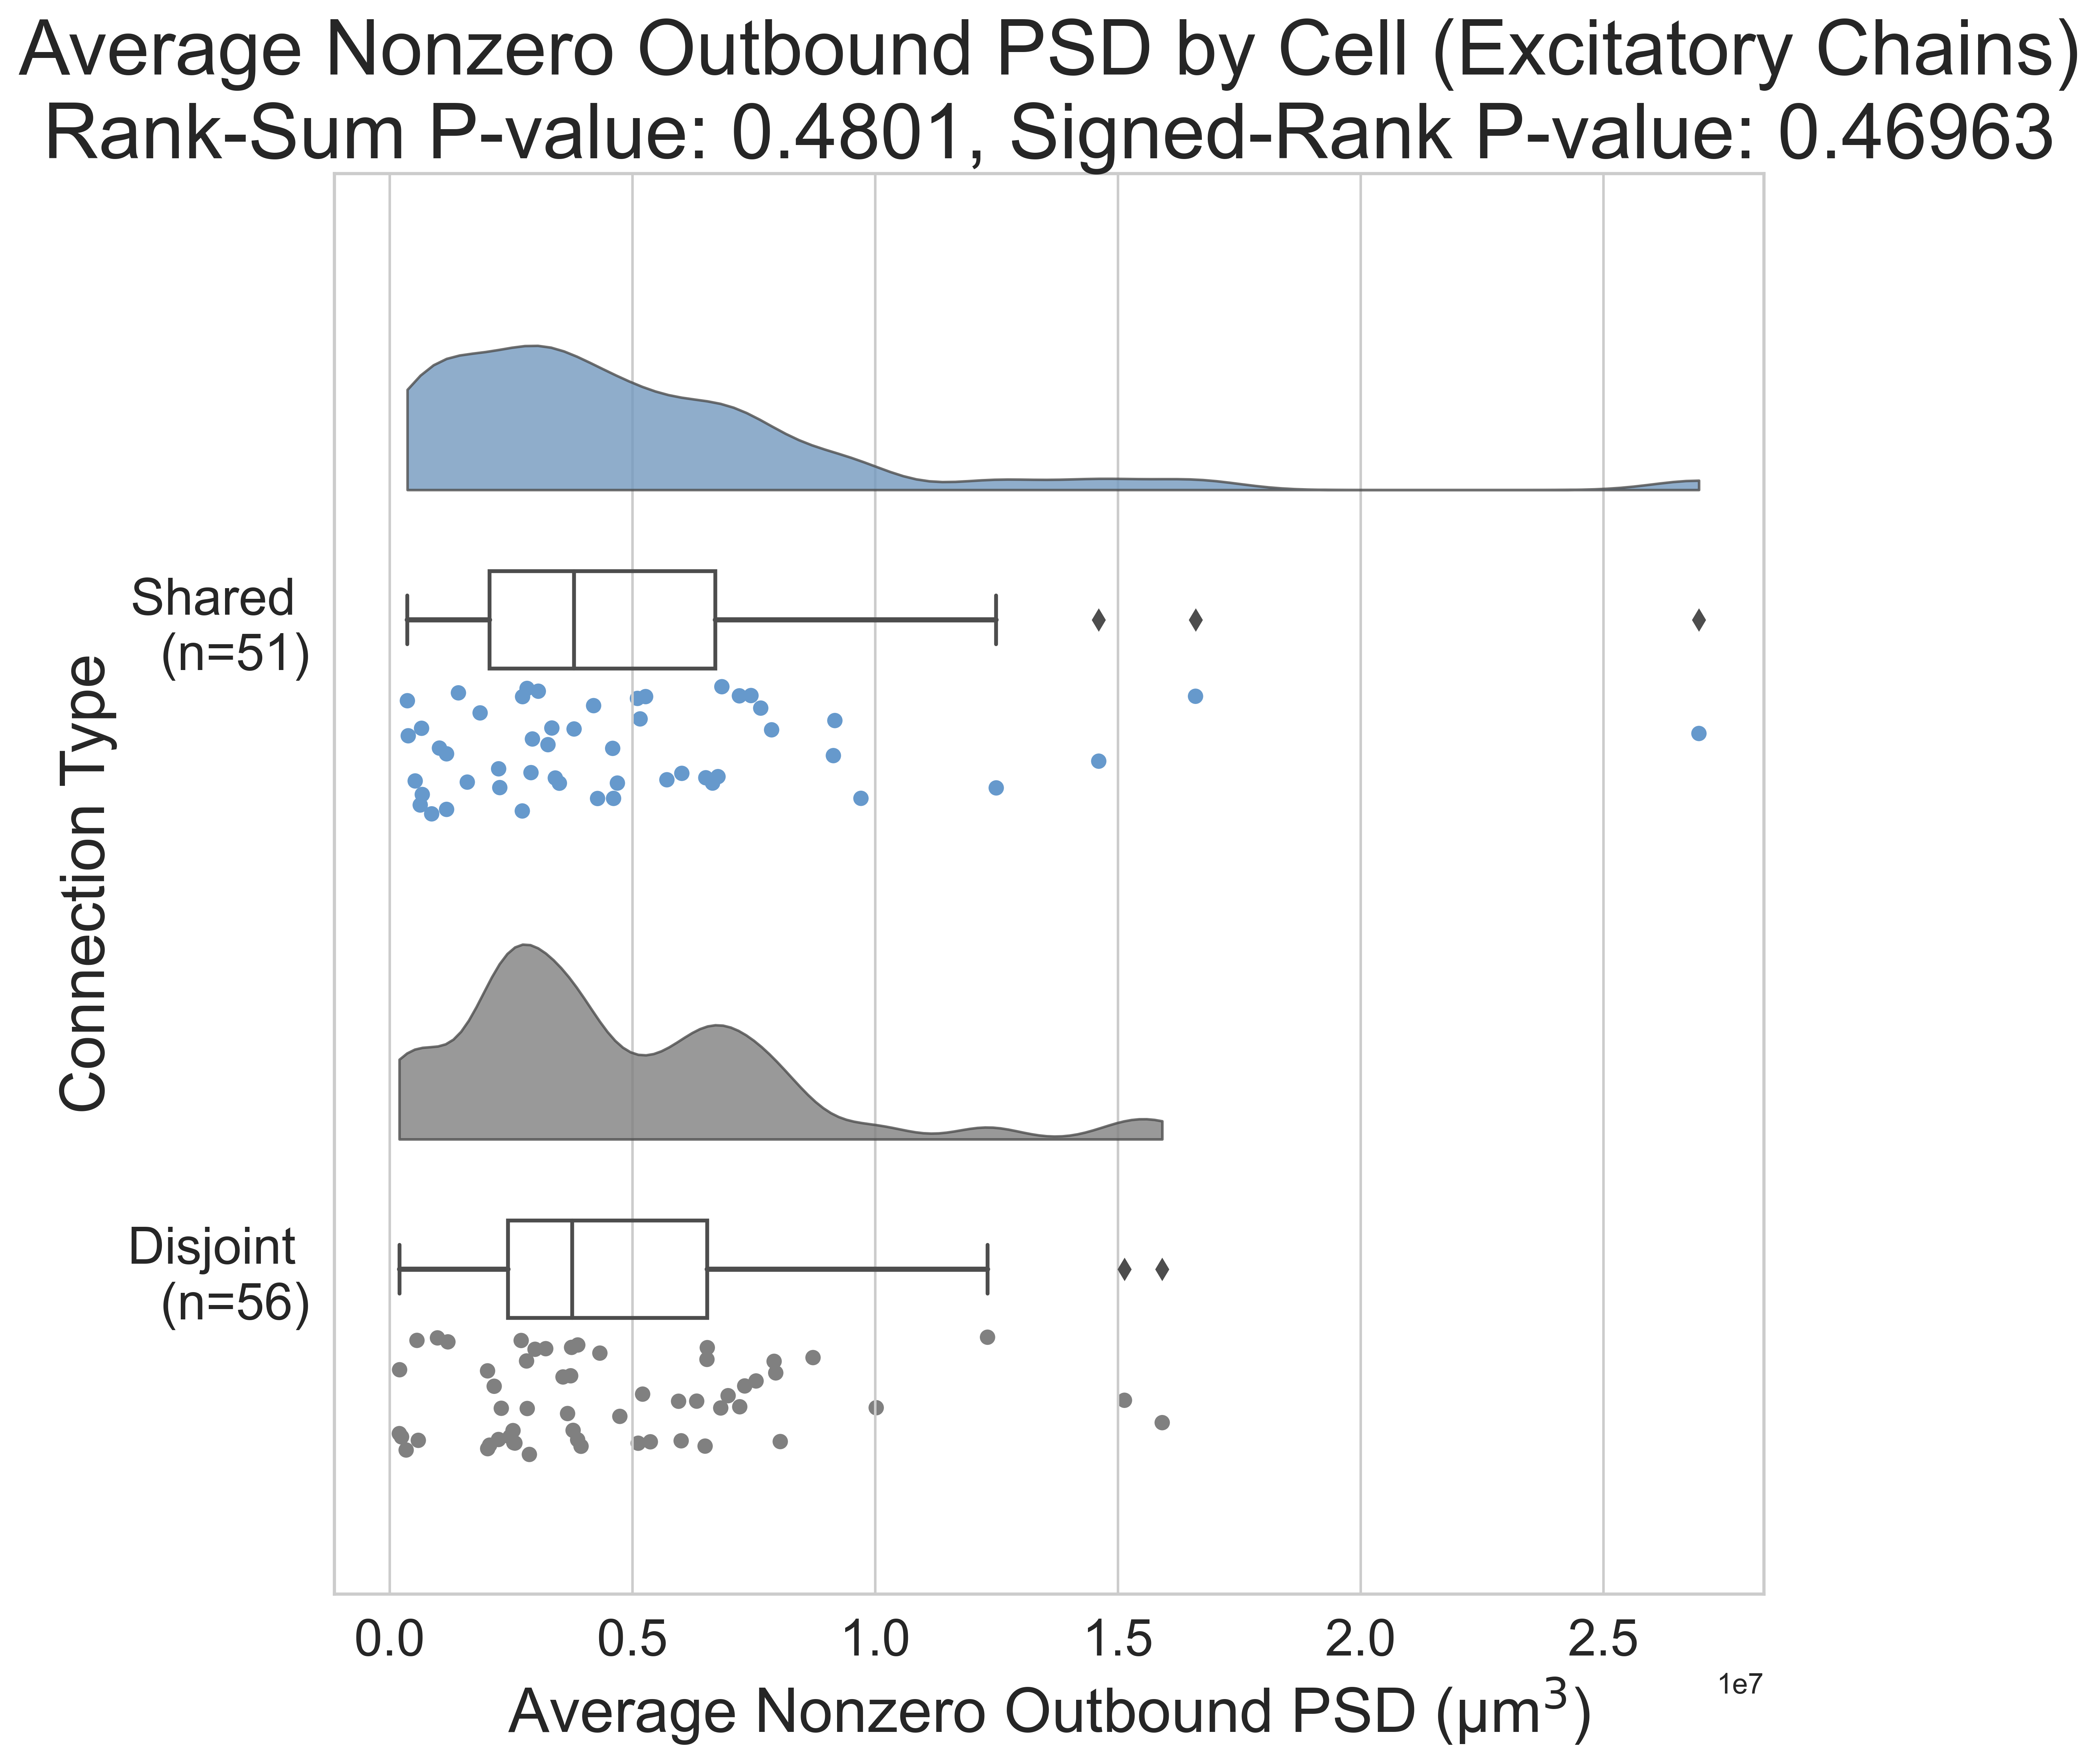 Average Nonzero Outbound PSD by Cell (Excitatory Chains)
Rank-Sum P-value: 0.4801, Signed-Rank P-value: 0.46963
Connection Type
Shared
(n=51)
Disjoint
(n=56)
0.0 0.5 1.0 1.5 2.0 2.5
1e7
Average Nonzero Outbound PSD (μm³)